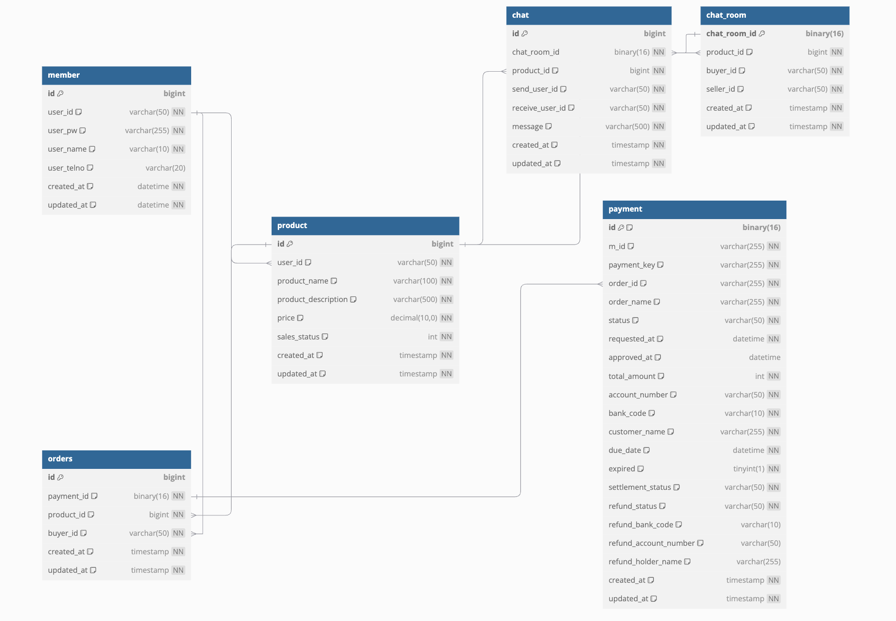 member
id bigint
user_id varchar(50) NN
user_pw varchar(255) NN
user_name varchar(10) NN
user_telno varchar(20)
created_at datetime NN
updated_at datetime NN
orders
id bigint
payment_id binary(16) NN
product_id bigint NN
buyer_id varchar(50) NN
created_at timestamp NN
updated_at timestamp NN
product
id bigint
user_id varchar(50) NN
product_name varchar(100) NN
product_description varchar(500) NN
price decimal(10,0) NN
sales_status int NN
created_at timestamp NN
updated_at timestamp NN
chat
id bigint
chat_room_id binary(16) NN
product_id bigint NN
send_user_id varchar(50) NN
receive_user_id varchar(50) NN
message varchar(500) NN
created_at timestamp NN
updated_at timestamp NN
chat_room
chat_room_id binary(16)
product_id bigint NN
buyer_id varchar(50) NN
seller_id varchar(50) NN
created_at timestamp NN
updated_at timestamp NN
payment
id binary(16)
m_id varchar(255) NN
payment_key varchar(255) NN
order_id varchar(255) NN
order_name varchar(255) NN
status varchar(50) NN
requested_at datetime NN
approved_at datetime
total_amount int NN
account_number varchar(50) NN
bank_code varchar(10) NN
customer_name varchar(255) NN
due_date datetime NN
expired tinyint(1) NN
settlement_status varchar(50) NN
refund_status varchar(50) NN
refund_bank_code varchar(10)
refund_account_number varchar(50)
refund_holder_name varchar(255)
created_at timestamp NN
updated_at timestamp NN